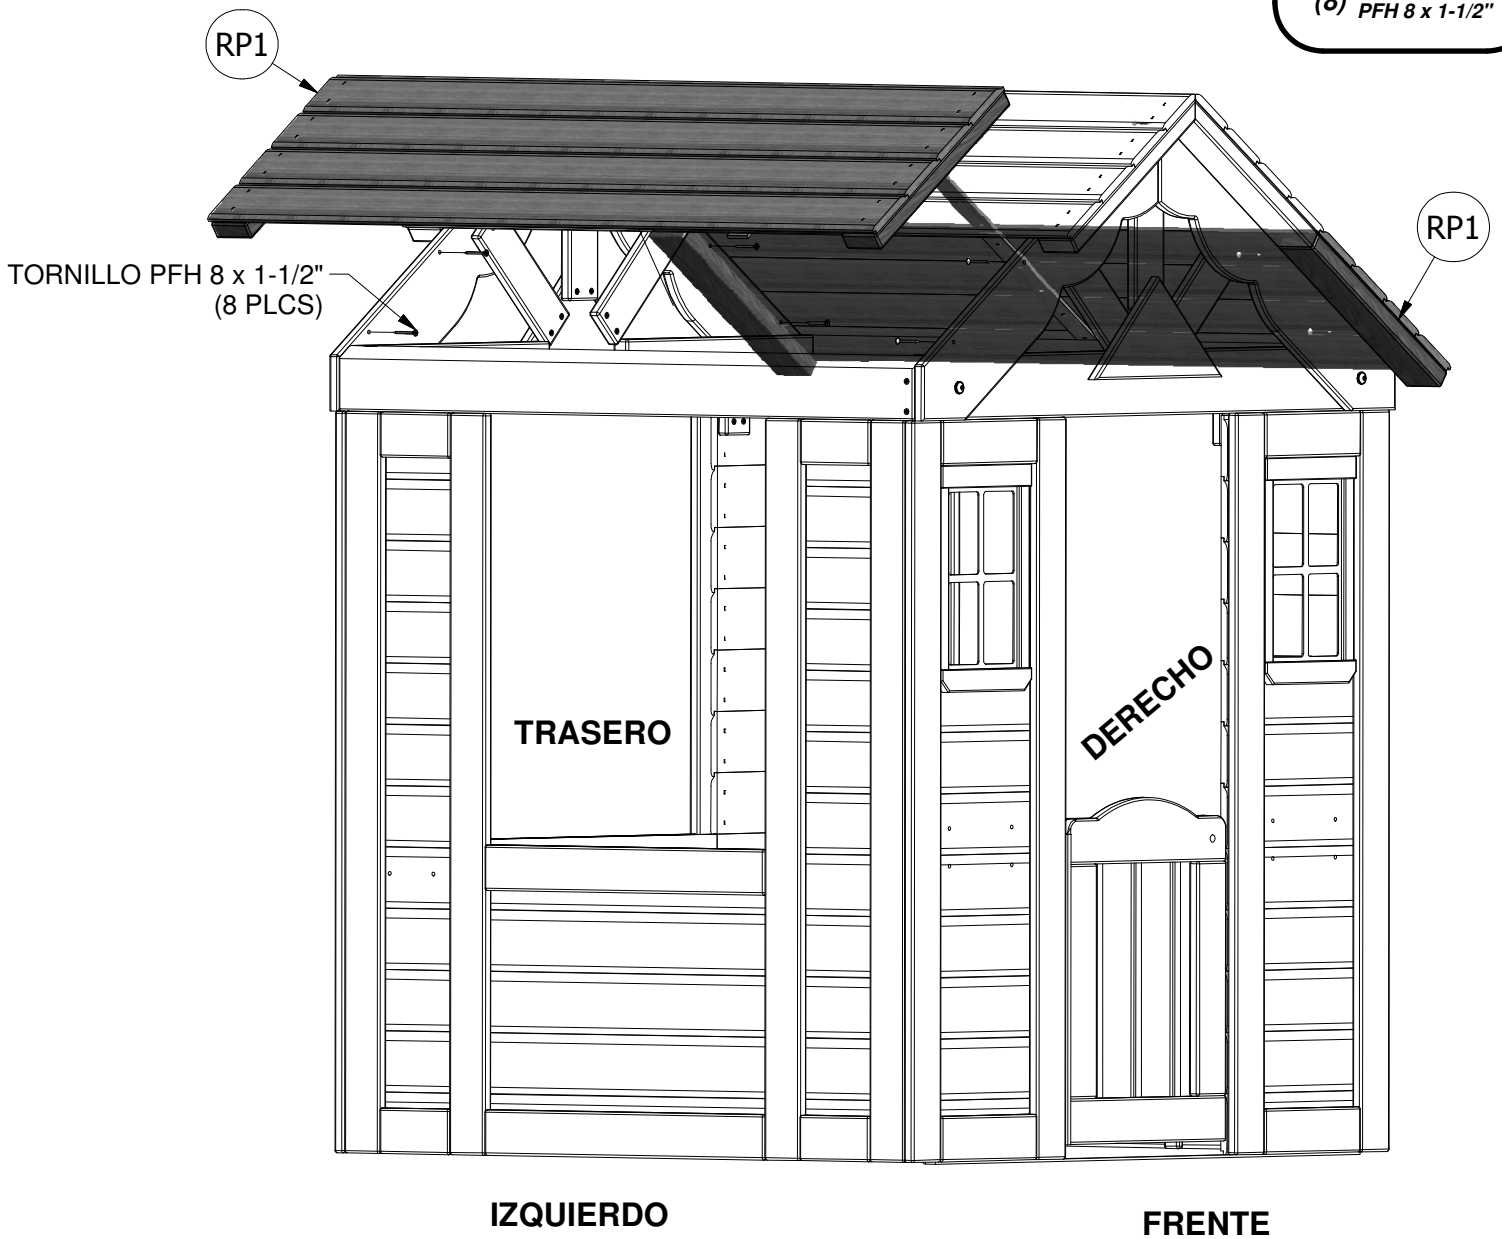 (8) PFH 8 x 1-1/2"
RP1
RP1
TORNILLO PFH 8 x 1-1/2"
(8 PLCS)
TRASERO
DERECHO
IZQUIERDO
FRENTE